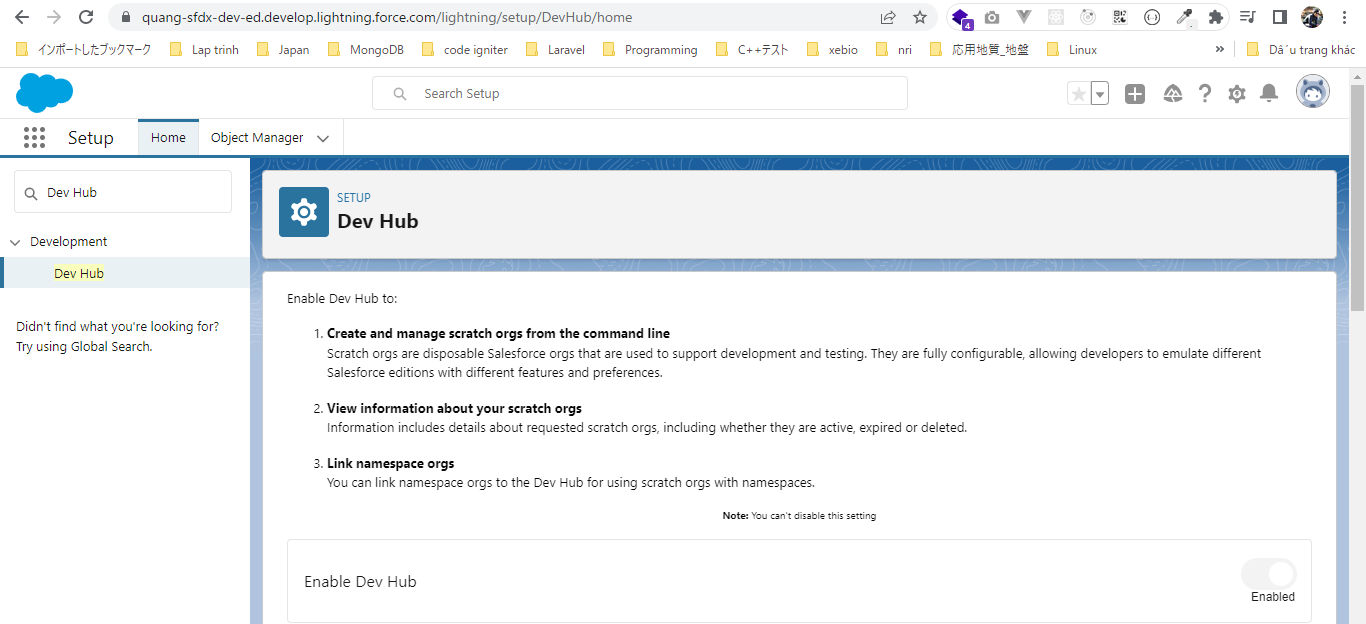 quang-sfdx-dev-ed.develop.lightning.force.com/lightning/setup/DevHub/home
4
インポートしたブックマーク Lap trinh Japan MongoDB code igniter Laravel Programming C++テスト xebio nri 応用地質_地盤 Linux » Dấu trang khác
Search Setup
Setup Home Object Manager
Dev Hub
Development
Dev Hub
Didn't find what you're looking for?
Try using Global Search.
SETUP
Dev Hub
Enable Dev Hub to:
1. Create and manage scratch orgs from the command line
Scratch orgs are disposable Salesforce orgs that are used to support development and testing. They are fully configurable, allowing developers to emulate different
Salesforce editions with different features and preferences.
2. View information about your scratch orgs
Information includes details about requested scratch orgs, including whether they are active, expired or deleted.
3. Link namespace orgs
You can link namespace orgs to the Dev Hub for using scratch orgs with namespaces.
Note: You can't disable this setting
Enable Dev Hub
Enabled